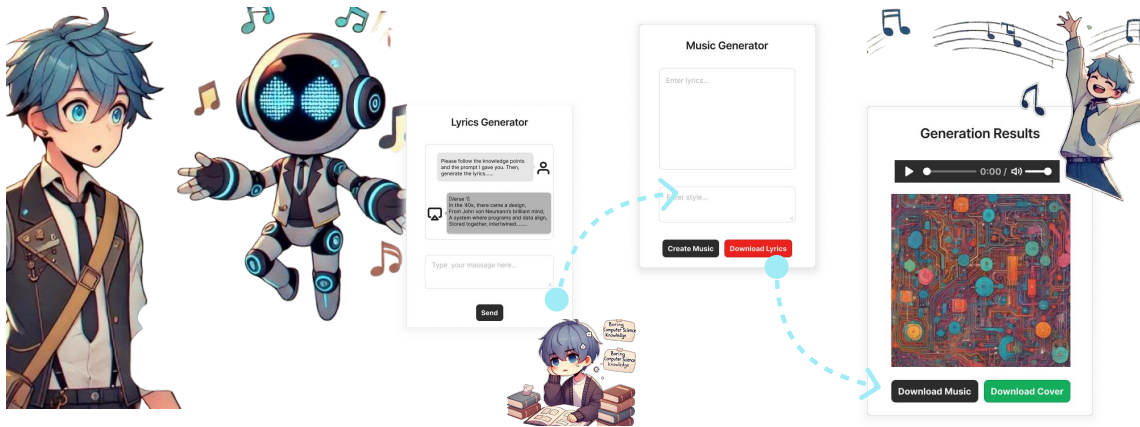 Lyrics Generator
Please follow the knowledge points
and the prompt I gave you. Then,
generate the lyrics......
[Verse 1]
In the '40s, there came a design,
From John von Neumann's brilliant mind,
A system where programs and data align,
Stored together, intertwined.......
Type your message here...
Send
Boring
Computer Science
Knowledge
Boring
Computer Science
Knowledge
Music Generator
Enter lyrics...
Enter style...
Create Music
Download Lyrics
Generation Results
0:00 /
Download Music
Download Cover